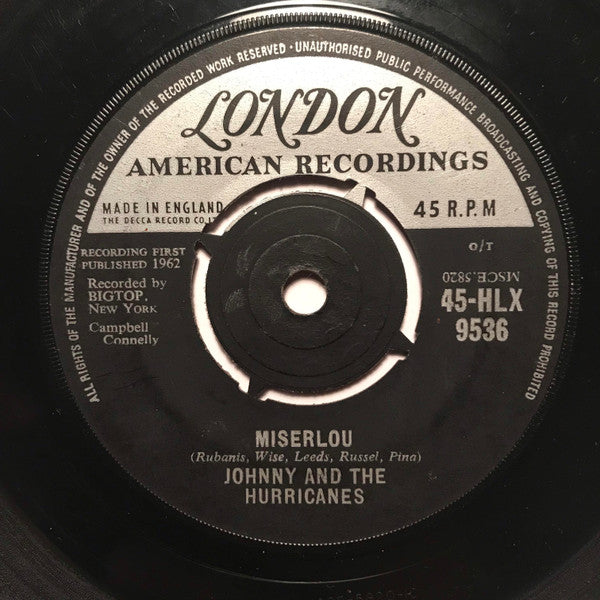 ALL RIGHTS OF THE MANUFACTURER AND OF THE OWNER OF THE RECORDED WORK RESERVED · UNAUTHORISED PUBLIC PERFORMANCE BROADCASTING AND COPYING OF THIS RECORD PROHIBITED
LONDON
AMERICAN RECORDINGS
MADE IN ENGLAND
THE DECCA RECORD CO.
45 R.P.M
RECORDING FIRST
PUBLISHED 1962
Recorded by
BIGTOP,
NEW YORK
Campbell
Connelly
O/T
MSCE.5820
45-HLX
9536
MISERLOU
(Rubanis, Wise, Leeds, Russel, Pina)
JOHNNY AND THE
HURRICANES